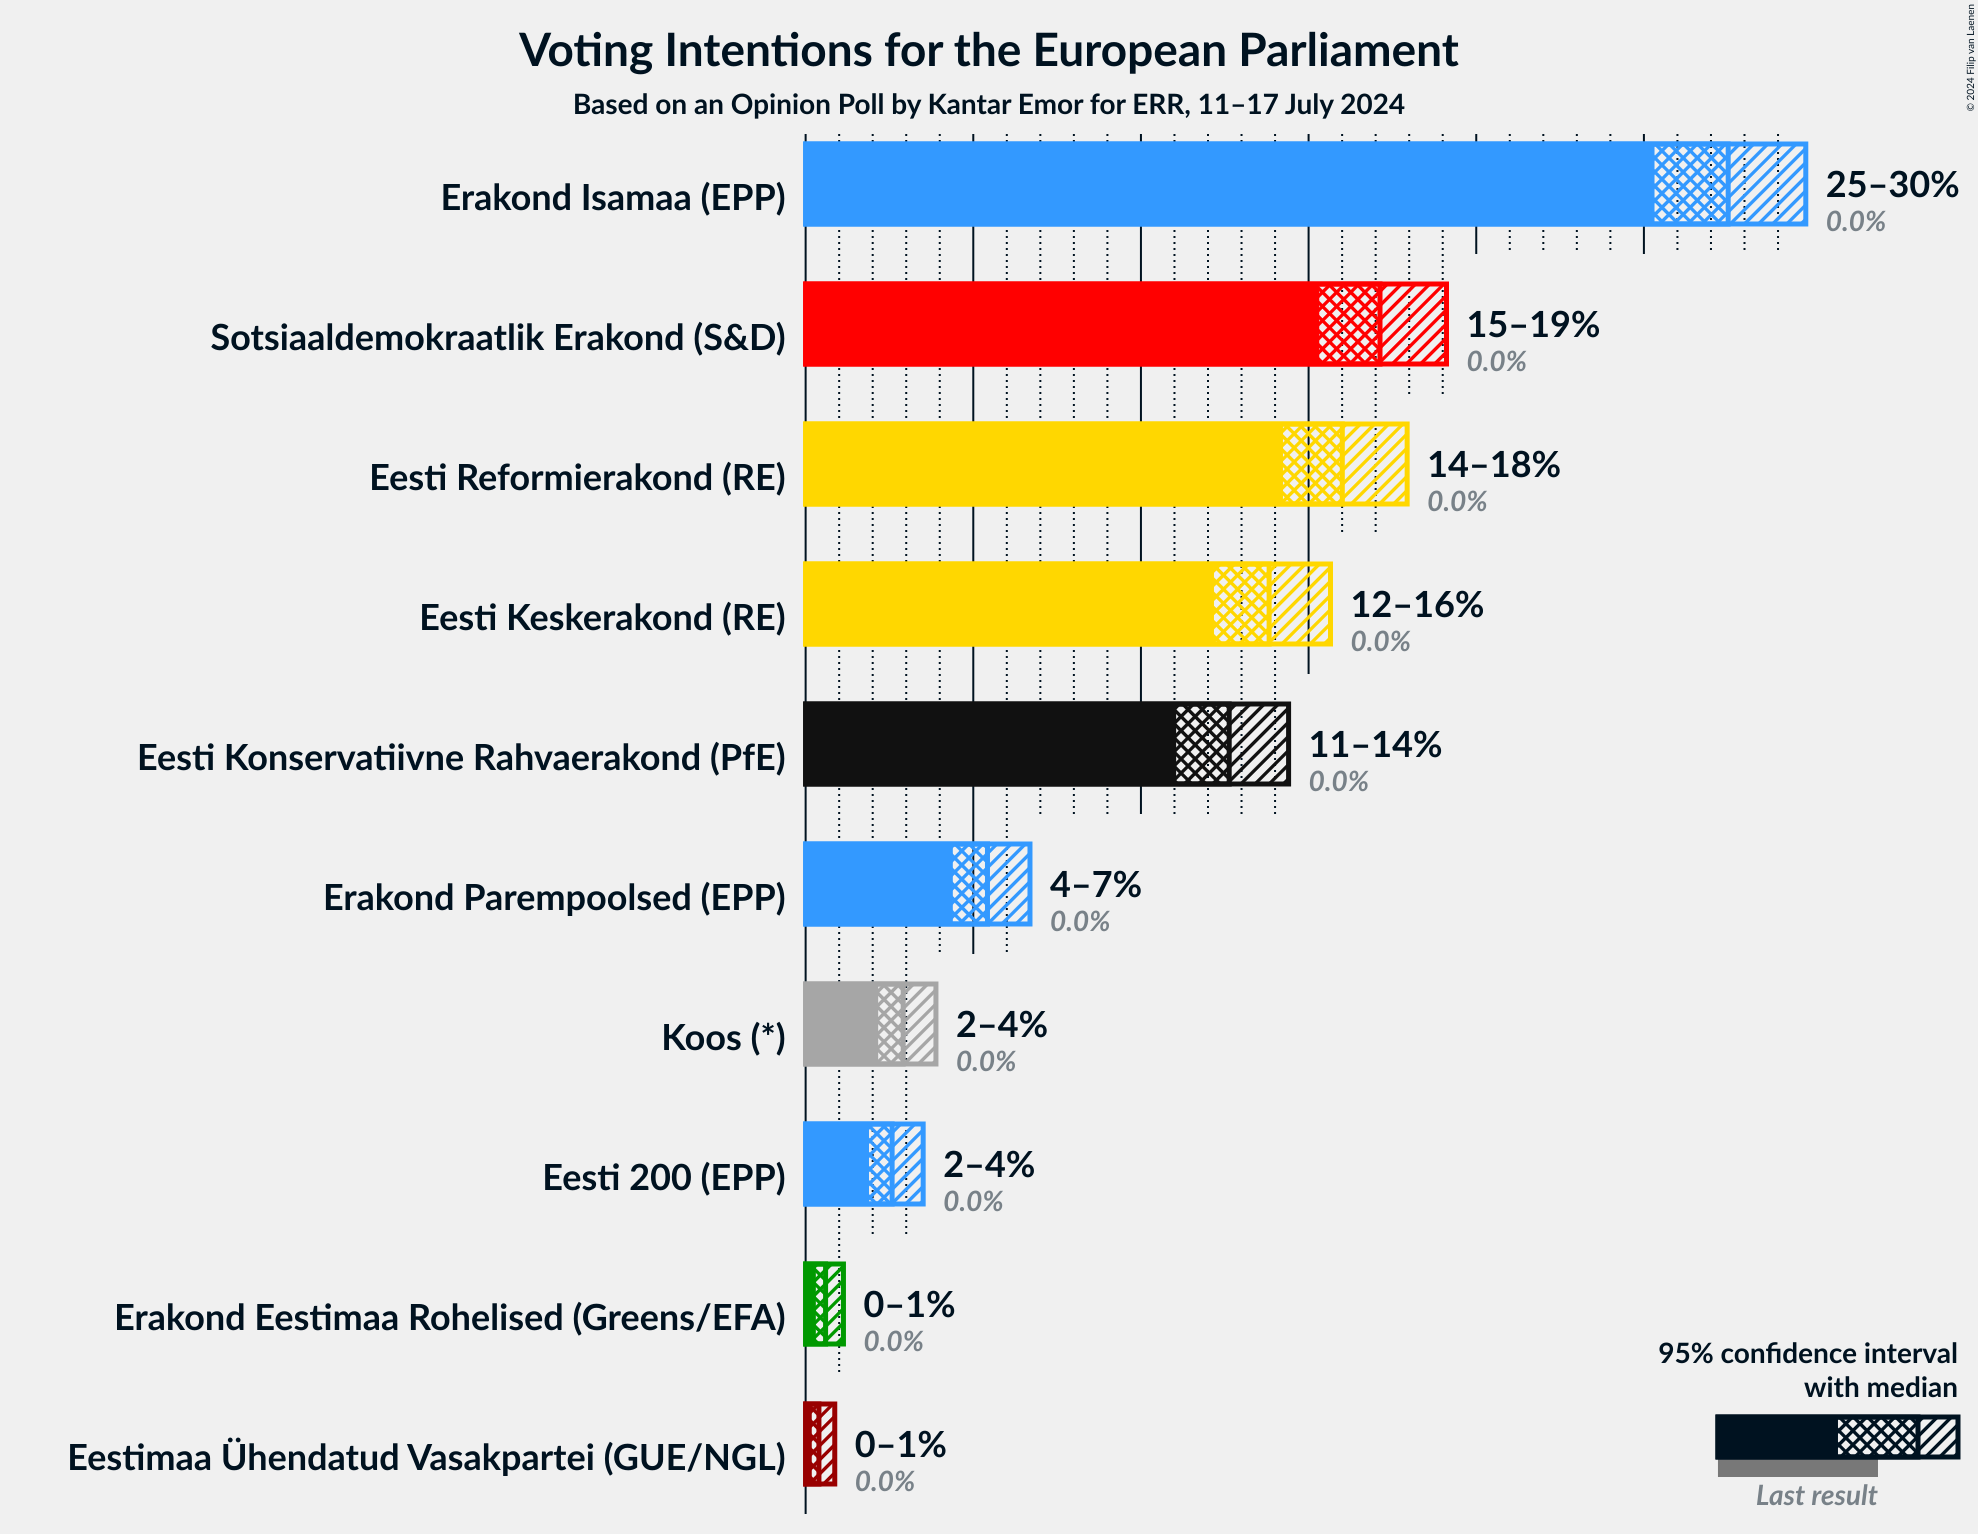 Voting Intentions for the European Parliament
Based on an Opinion Poll by Kantar Emor for ERR, 11–17 July 2024
© 2024 Filip van Laenen
Erakond Isamaa (EPP)
25–30%
0.0%
Sotsiaaldemokraatlik Erakond (S&D)
15–19%
0.0%
Eesti Reformierakond (RE)
14–18%
0.0%
Eesti Keskerakond (RE)
12–16%
0.0%
Eesti Konservatiivne Rahvaerakond (PfE)
11–14%
0.0%
Erakond Parempoolsed (EPP)
4–7%
0.0%
Koos (*)
2–4%
0.0%
Eesti 200 (EPP)
2–4%
0.0%
Erakond Eestimaa Rohelised (Greens/EFA)
0–1%
0.0%
Eestimaa Ühendatud Vasakpartei (GUE/NGL)
0–1%
0.0%
95% confidence interval
with median
Last result